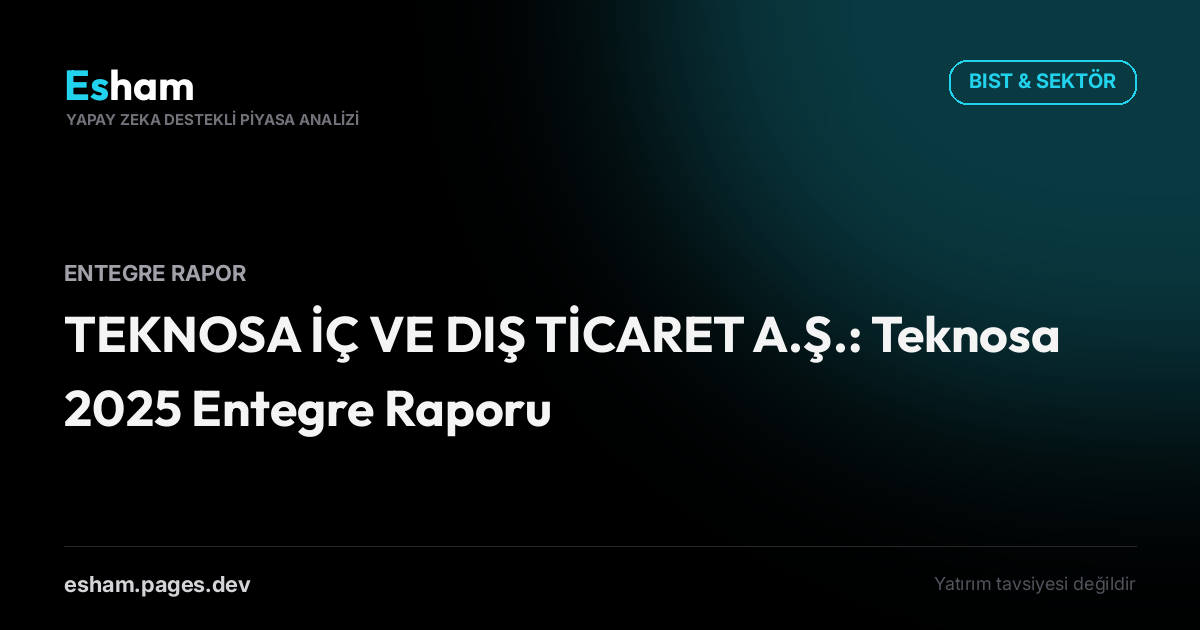 Esham
YAPAY ZEKA DESTEKLİ PİYASA ANALİZİ
BIST & SEKTÖR
ENTEGRE RAPOR
TEKNOSA İÇ VE DIŞ TİCARET A.Ş.: Teknosa
2025 Entegre Raporu
esham.pages.dev
Yatırım tavsiyesi değildir